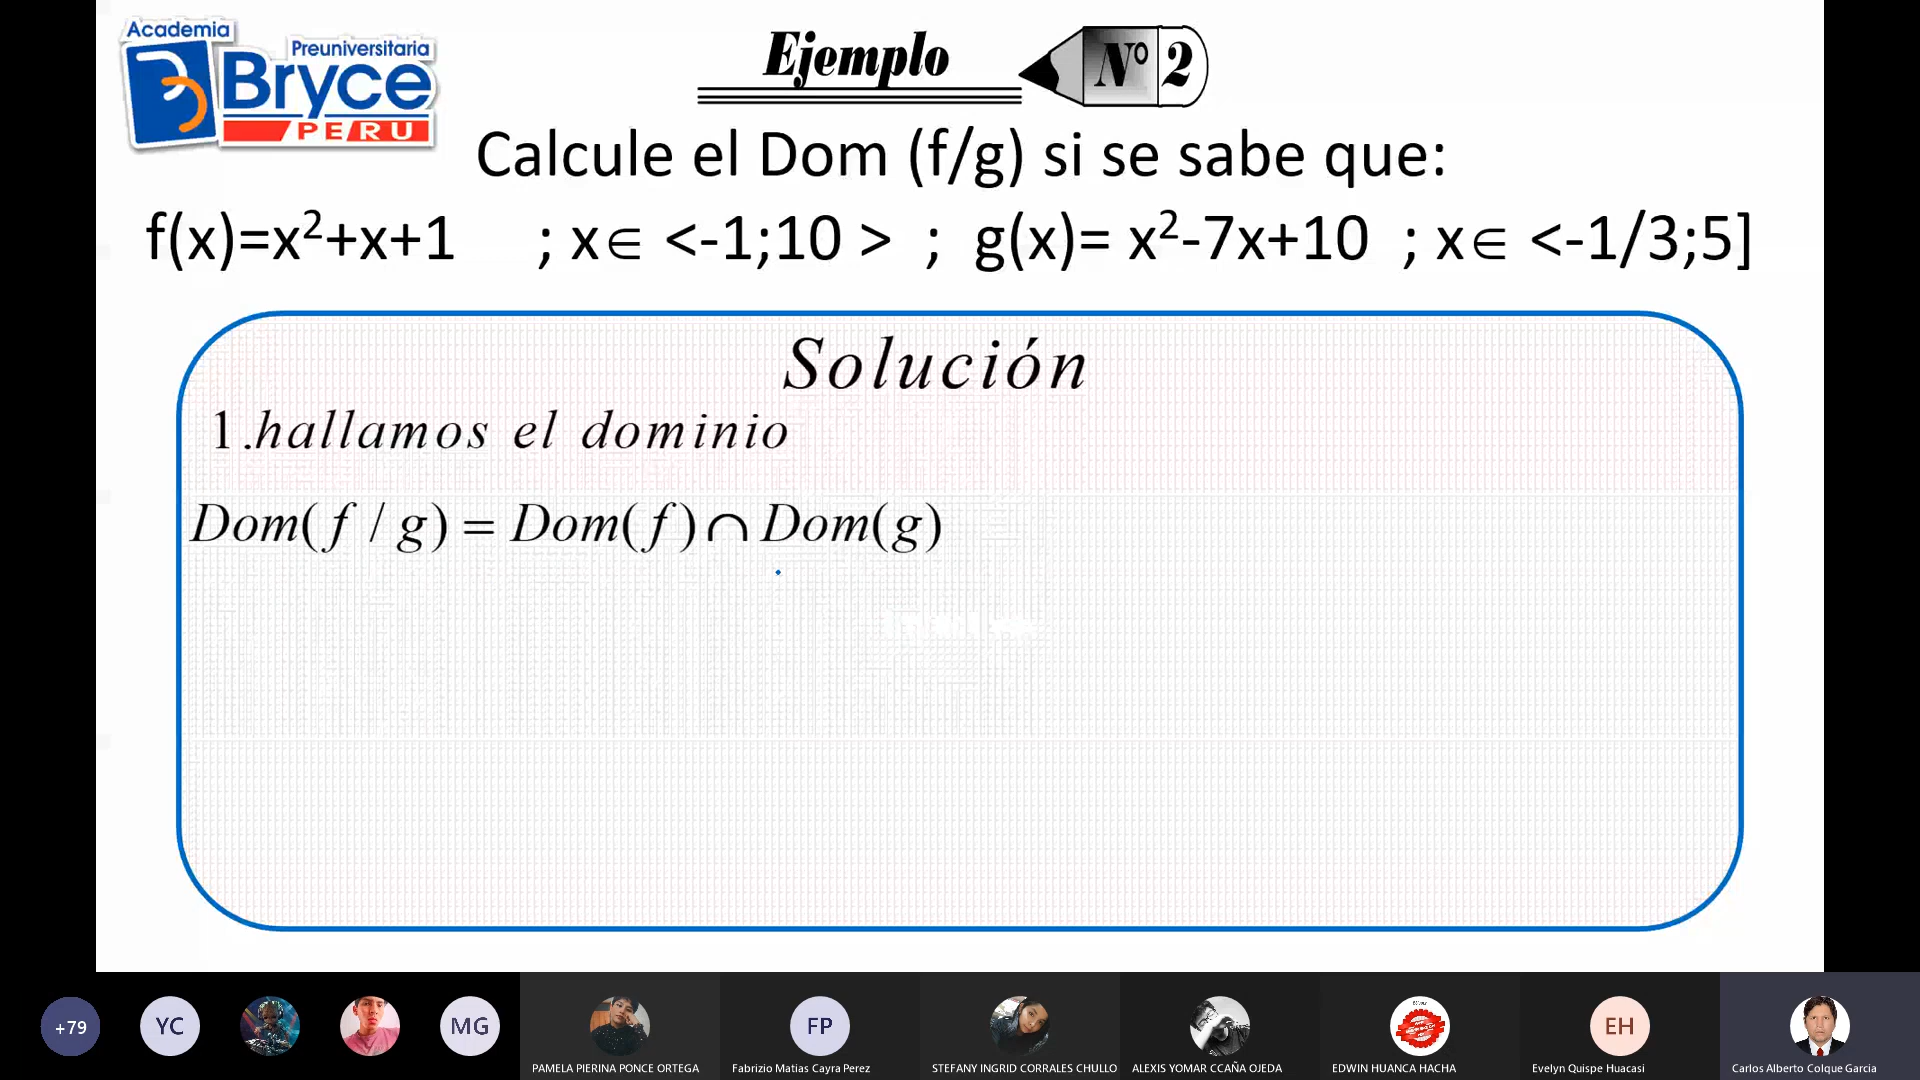 Academia
Preuniversitaria
Bryce
PERU
Ejemplo Nº 2
Calcule el Dom (f/g) si se sabe que:
f(x)=x²+x+1 ; x∈ <-1;10 > ; g(x)= x²-7x+10 ; x∈ <-1/3;5]
Solución
1.hallamos el dominio
Dom( f / g) = Dom( f ) ∩ Dom(g)
+79
YC
MG
FP
EH
PAMELA PIERINA PONCE ORTEGA
Fabrizio Matias Cayra Perez
STEFANY INGRID CORRALES CHULLO
ALEXIS YOMAR CCAÑA OJEDA
EDWIN HUANCA HACHA
Evelyn Quispe Huacasi
Carlos Alberto Colque Garcia